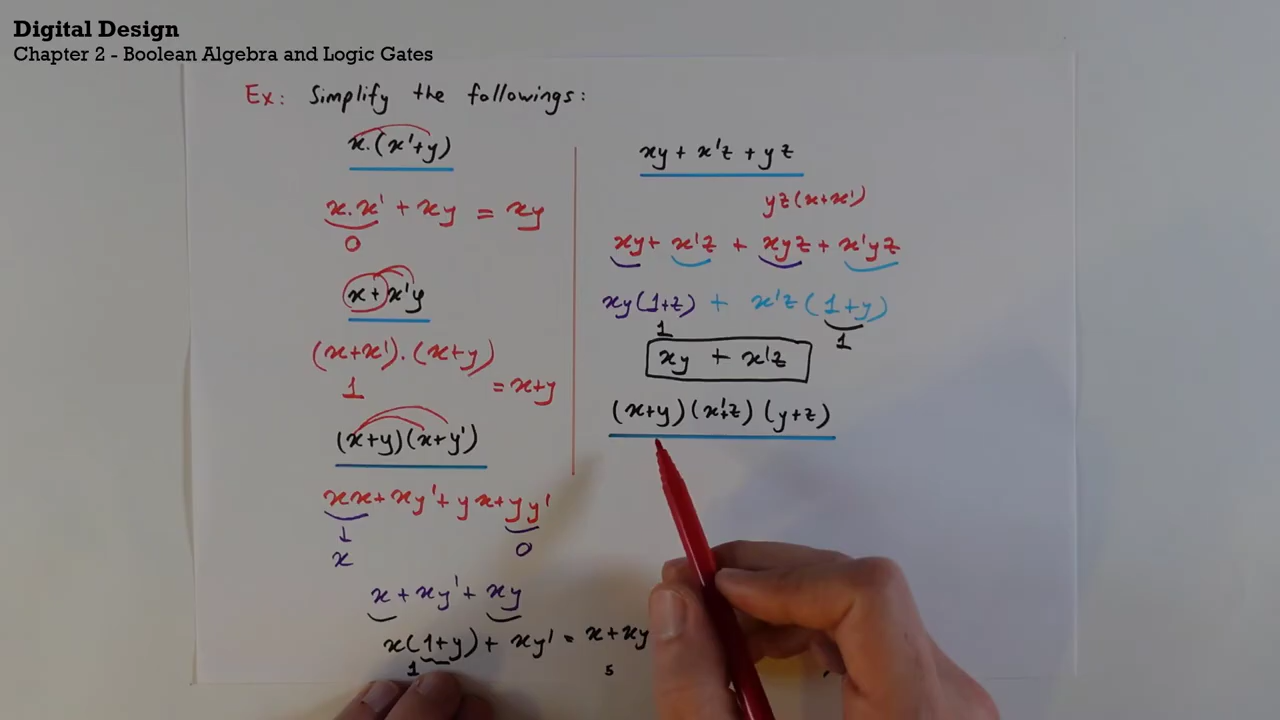 Digital Design
Chapter 2 - Boolean Algebra and Logic Gates
Ex: Simplify the followings:
x.(x'+y)
x.x' + xy = xy
0
x+x'y
(x+x').(x+y)
1
=x+y
(x+y)(x+y')
xx+xy'+yx+yy'
↓
x
0
x+xy'+xy
x(1+y)+ xy' = x+xy
1
5
xy + x'z + yz
yz(x+x')
xy+ x'z + xyz+x'yz
xy(1+z) + x'z(1+y)
1
1
xy + x'z
(x+y)(x'+z)(y+z)